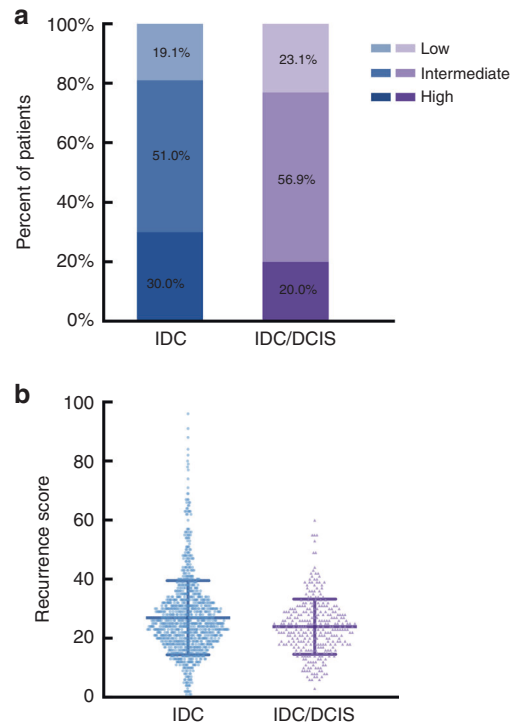 a
100%
80%
60%
40%
20%
0%
Percent of patients
19.1%
51.0%
30.0%
23.1%
56.9%
20.0%
IDC
IDC/DCIS
Low
Intermediate
High
b
100
80
60
40
20
0
Recurrence score
IDC
IDC/DCIS